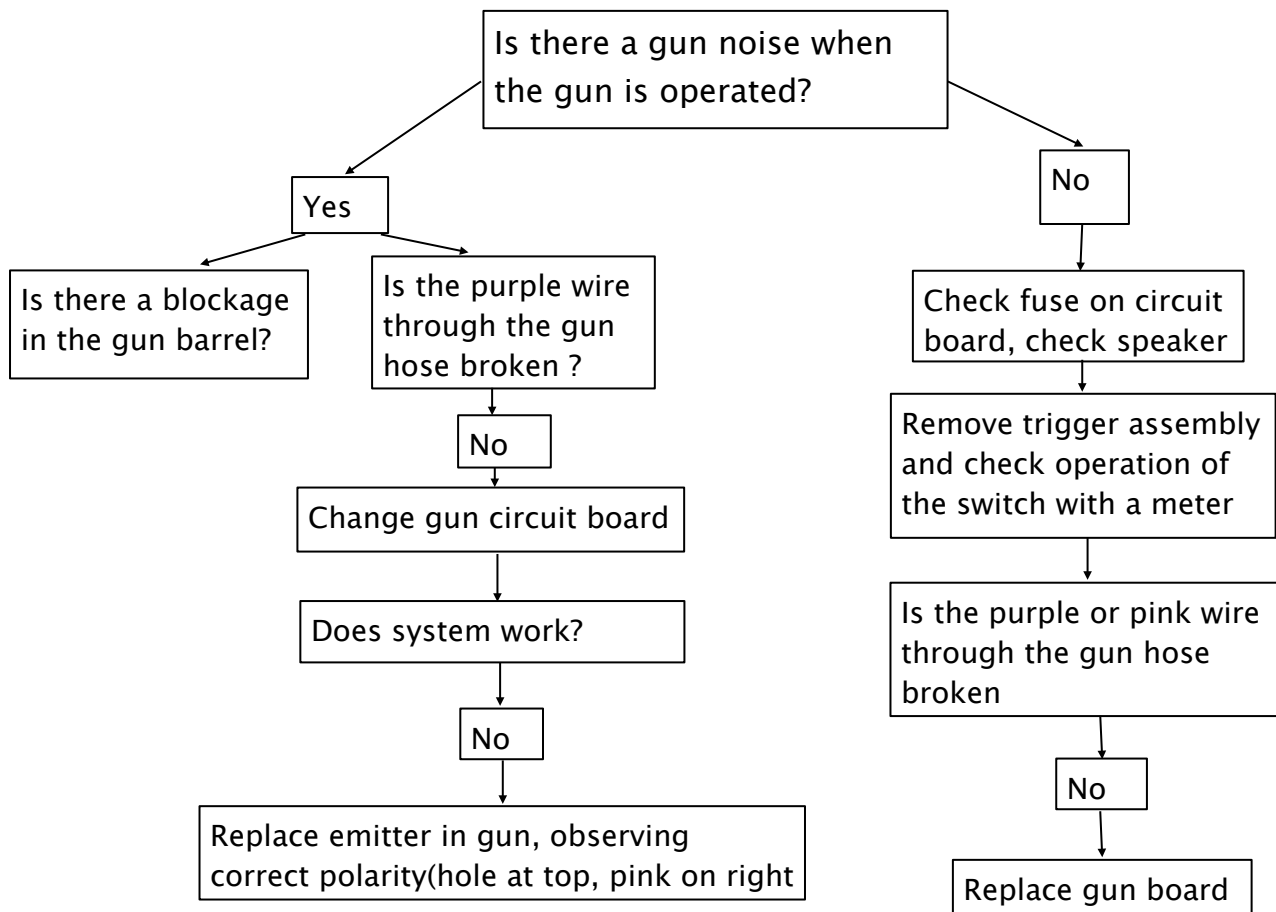 Is there a gun noise when
the gun is operated?
Yes
No
Is there a blockage
in the gun barrel?
Is the purple wire
through the gun
hose broken ?
No
Change gun circuit board
Does system work?
No
Replace emitter in gun, observing
correct polarity(hole at top, pink on right
Check fuse on circuit
board, check speaker
Remove trigger assembly
and check operation of
the switch with a meter
Is the purple or pink wire
through the gun hose
broken
No
Replace gun board